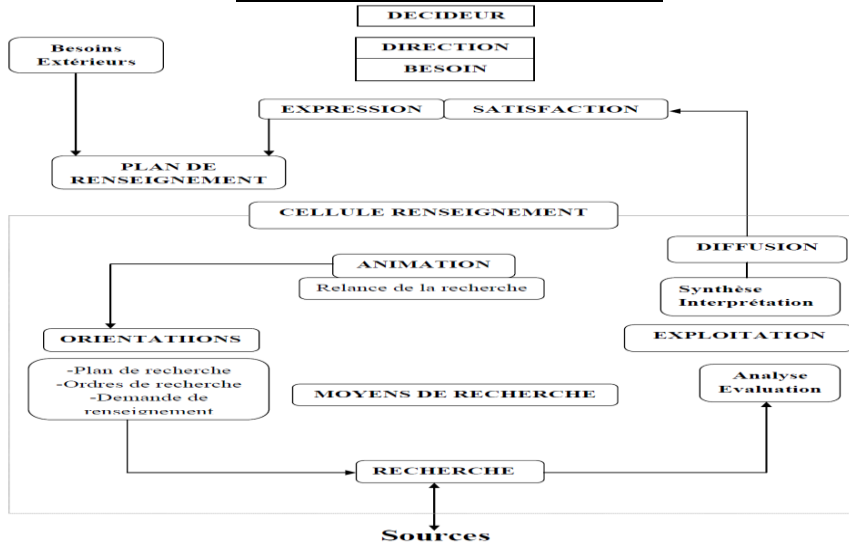 DECIDEUR
Besoins
Extérieurs
DIRECTION
BESOIN
EXPRESSION
SATISFACTION
PLAN DE
RENSEIGNEMENT
CELLULE RENSEIGNEMENT
DIFFUSION
ANIMATION
Relance de la recherche
Synthèse
Interprétation
ORIENTATIIONS
EXPLOITATION
-Plan de recherche
-Ordres de recherche
-Demande de
renseignement
MOYENS DE RECHERCHE
Analyse
Evaluation
RECHERCHE
Sources